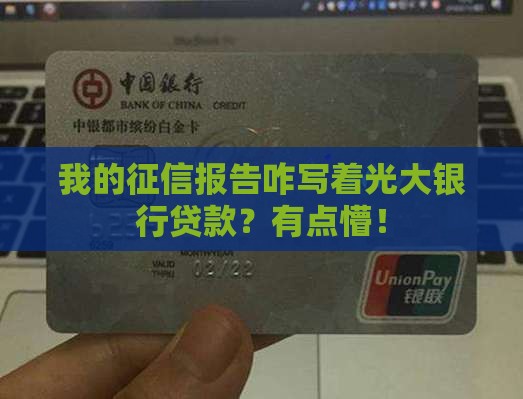 中国银行
BANK OF CHINA CREDIT
中银都市缤纷白金卡
我的征信报告咋写着光大银
行贷款？有点懵！
VALID
THRU
02/22
UnionPay
银联